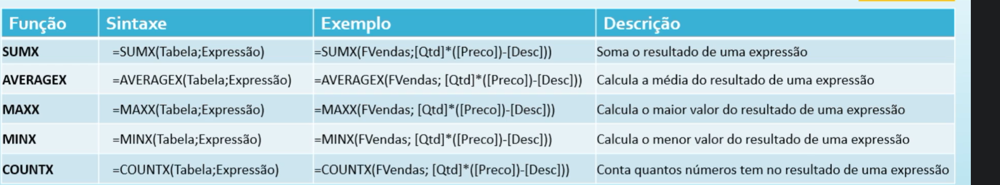 Função Sintaxe Exemplo Descrição
SUMX =SUMX(Tabela;Expressão) =SUMX(FVendas;[Qtd]*([Preco])-[Desc])) Soma o resultado de uma expressão
AVERAGEX =AVERAGEX(Tabela;Expressão) =AVERAGEX(FVendas; [Qtd]*([Preco])-[Desc])) Calcula a média do resultado de uma expressão
MAXX =MAXX(Tabela;Expressão) =MAXX(FVendas; [Qtd]*([Preco])-[Desc])) Calcula o maior valor do resultado de uma expressão
MINX =MINX(Tabela;Expressão) =MINX(FVendas; [Qtd]*([Preco])-[Desc])) Calcula o menor valor do resultado de uma expressão
COUNTX =COUNTX(Tabela;Expressão) =COUNTX(FVendas; [Qtd]*([Preco])-[Desc])) Conta quantos números tem no resultado de uma expressão